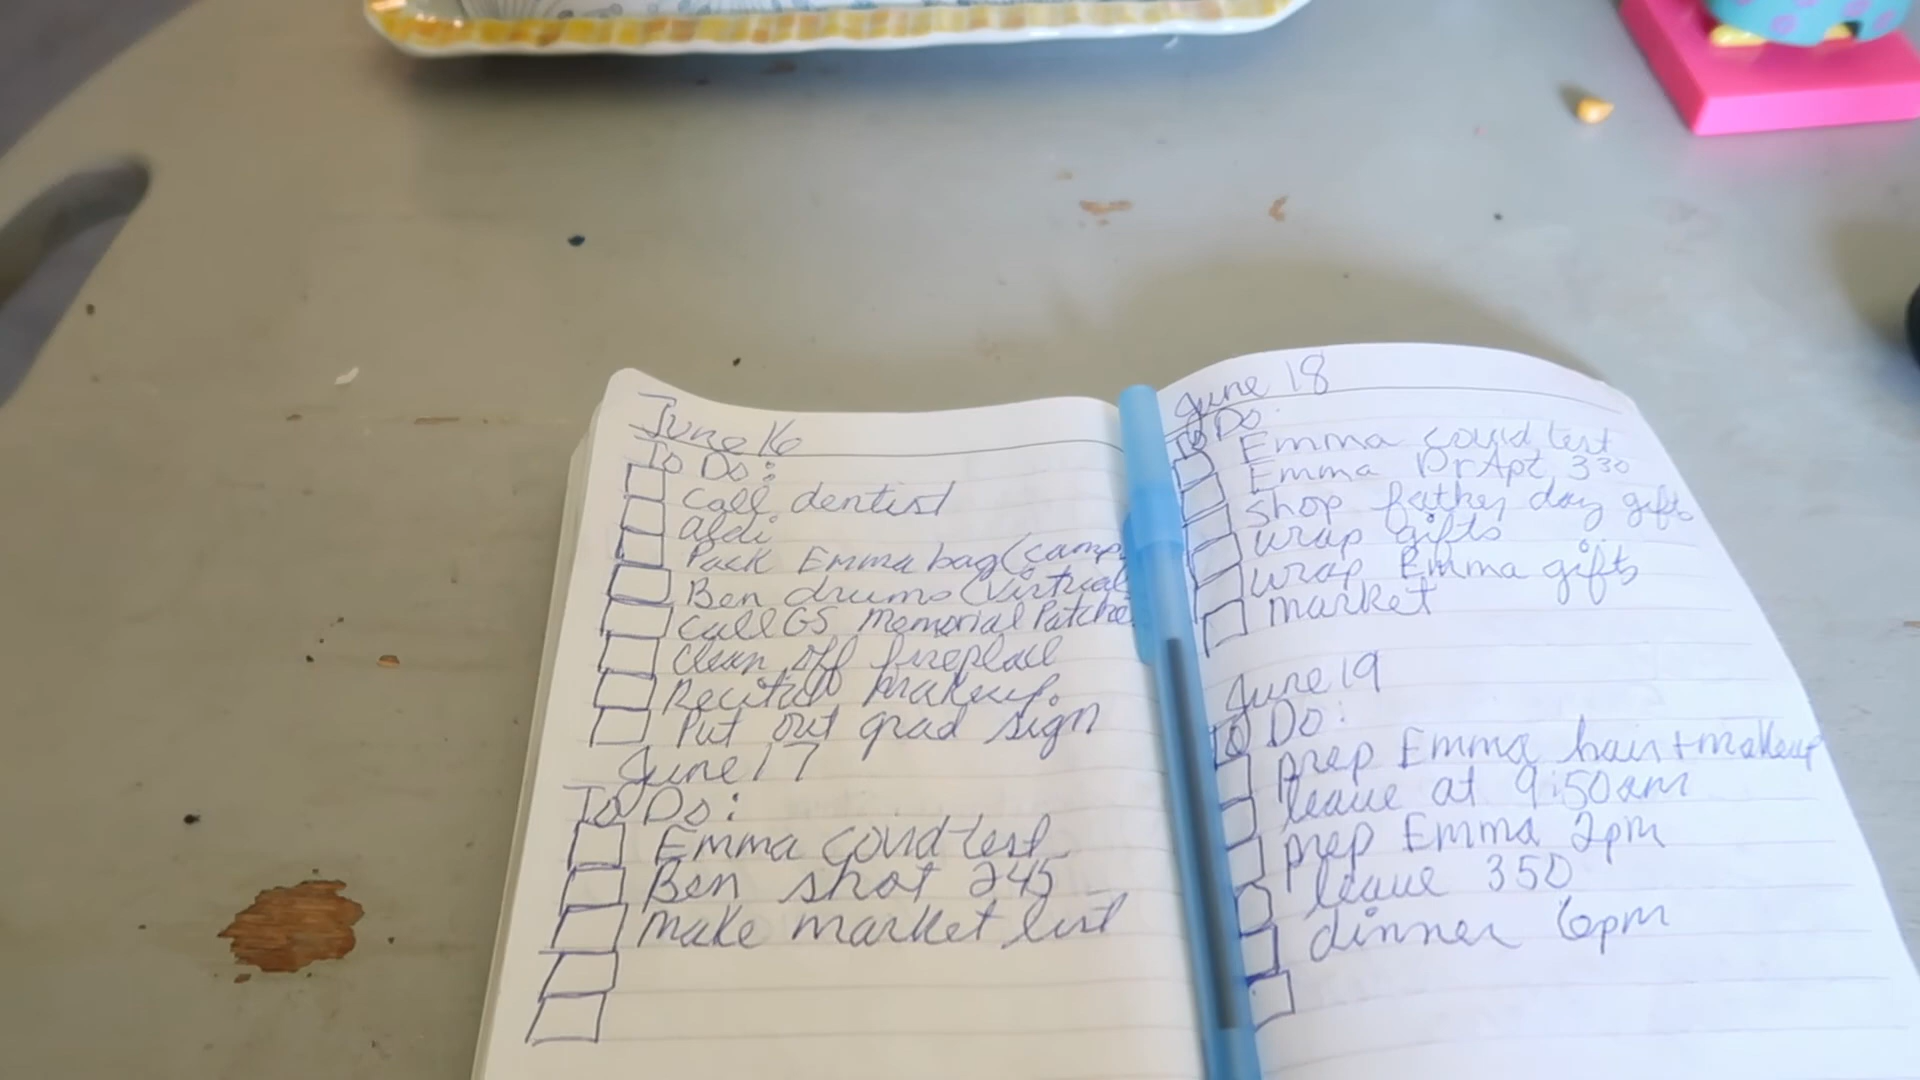 June 16
To Do:
Call dentist
aldi
Pack Emma bag (camp
Ben drums (virtual
Call GS Memorial Patche
Clean off fireplace
Recital makeup.
Put out grad sign
June 17
To Do:
Emma covid test
Ben shot 245
make market list
June 18
To Do:
Emma covid test
Emma Dr Apt 330
shop father day gifts
wrap gifts
wrap Emma gifts
market
June 19
To Do:
prep Emma hair + makeup
leave at 9:50am
prep Emma 2pm
leave 350
dinner 6pm